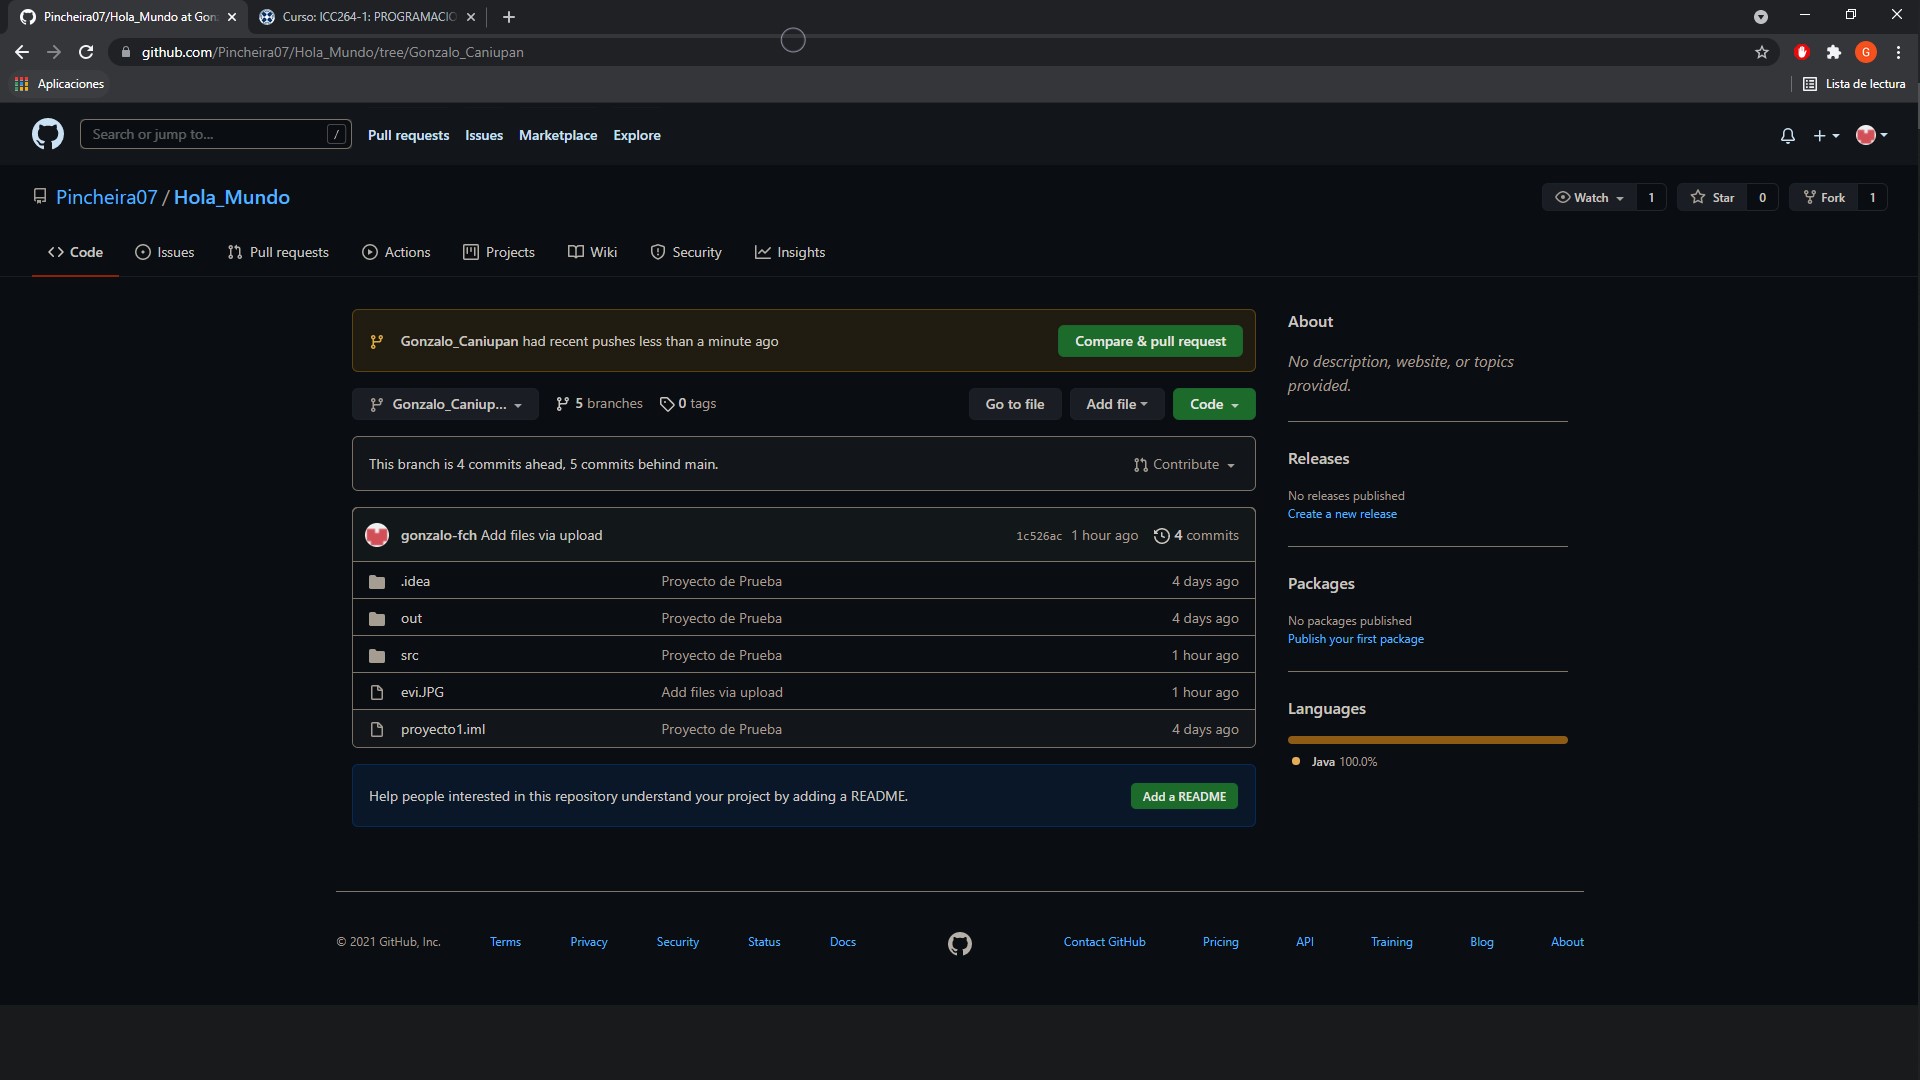 Pincheira07/Hola_Mundo at Gon
Curso: ICC264-1: PROGRAMACIO
github.com/Pincheira07/Hola_Mundo/tree/Gonzalo_Caniupan
G
Aplicaciones
Lista de lectura
Search or jump to... /
Pull requests Issues Marketplace Explore
Pincheira07 / Hola_Mundo
Watch 1 Star 0 Fork 1
Code Issues Pull requests Actions Projects Wiki Security Insights
Gonzalo_Caniupan had recent pushes less than a minute ago
Compare & pull request
Gonzalo_Caniup... 5 branches 0 tags
Go to file Add file Code
This branch is 4 commits ahead, 5 commits behind main.
Contribute
gonzalo-fch Add files via upload 1c526ac 1 hour ago 4 commits
.idea Proyecto de Prueba 4 days ago
out Proyecto de Prueba 4 days ago
src Proyecto de Prueba 1 hour ago
evi.JPG Add files via upload 1 hour ago
proyecto1.iml Proyecto de Prueba 4 days ago
Help people interested in this repository understand your project by adding a README.
Add a README
About
No description, website, or topics
provided.
Releases
No releases published
Create a new release
Packages
No packages published
Publish your first package
Languages
Java 100.0%
© 2021 GitHub, Inc. Terms Privacy Security Status Docs Contact GitHub Pricing API Training Blog About